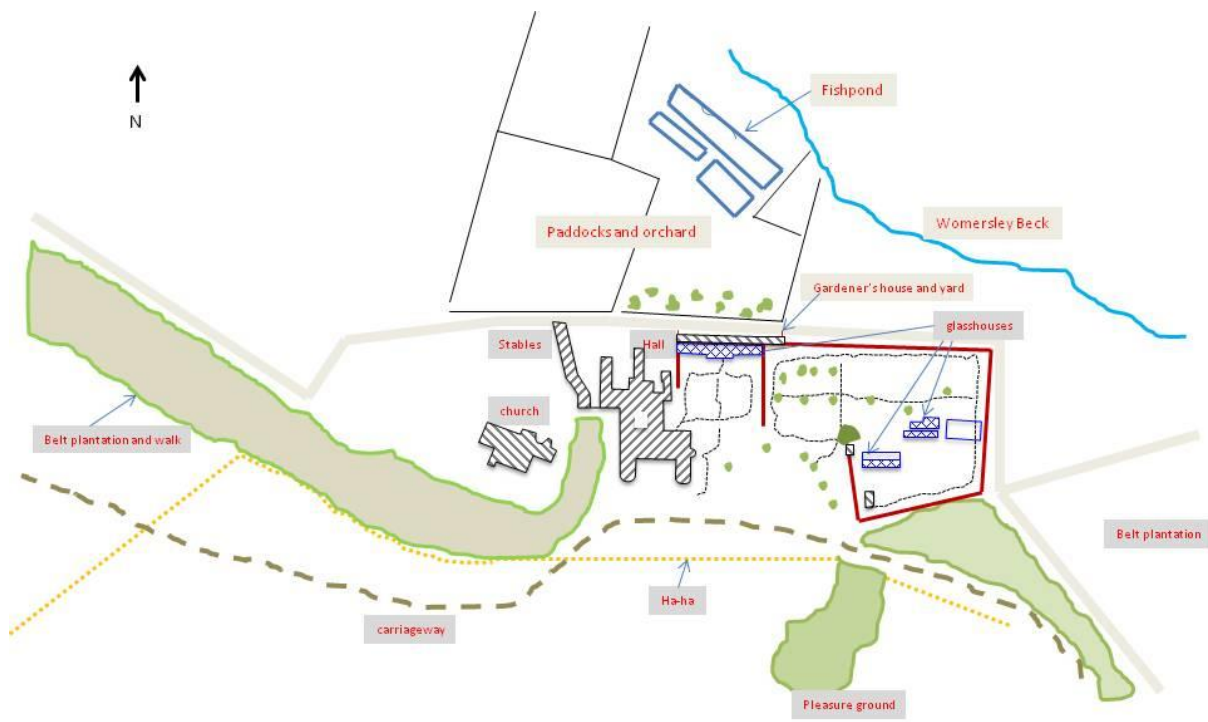 N
Fishpond
Womersley Beck
Paddocks and orchard
Gardener's house and yard
glasshouses
Stables
Hall
church
Belt plantation and walk
Belt plantation
Ha-ha
carriageway
Pleasure ground